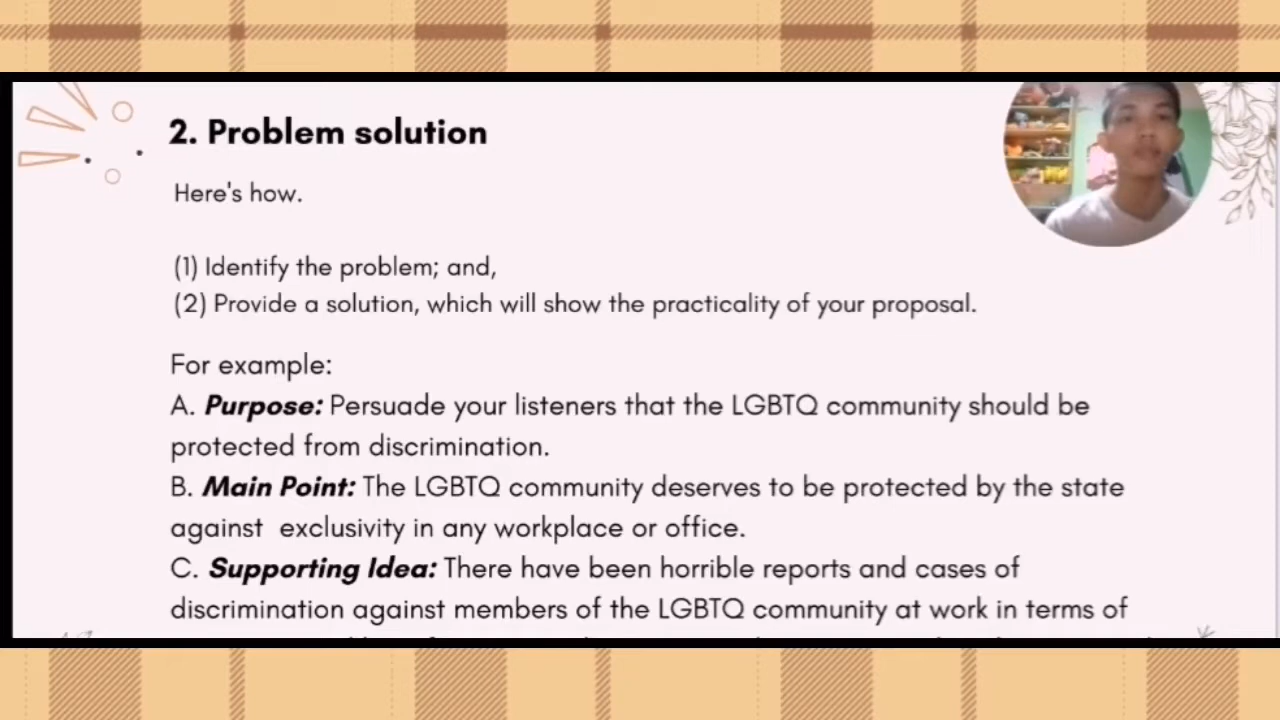 2. Problem solution
Here's how.
(1) Identify the problem; and,
(2) Provide a solution, which will show the practicality of your proposal.
For example:
A. Purpose: Persuade your listeners that the LGBTQ community should be
protected from discrimination.
B. Main Point: The LGBTQ community deserves to be protected by the state
against  exclusivity in any workplace or office.
C. Supporting Idea: There have been horrible reports and cases of
discrimination against members of the LGBTQ community at work in terms of